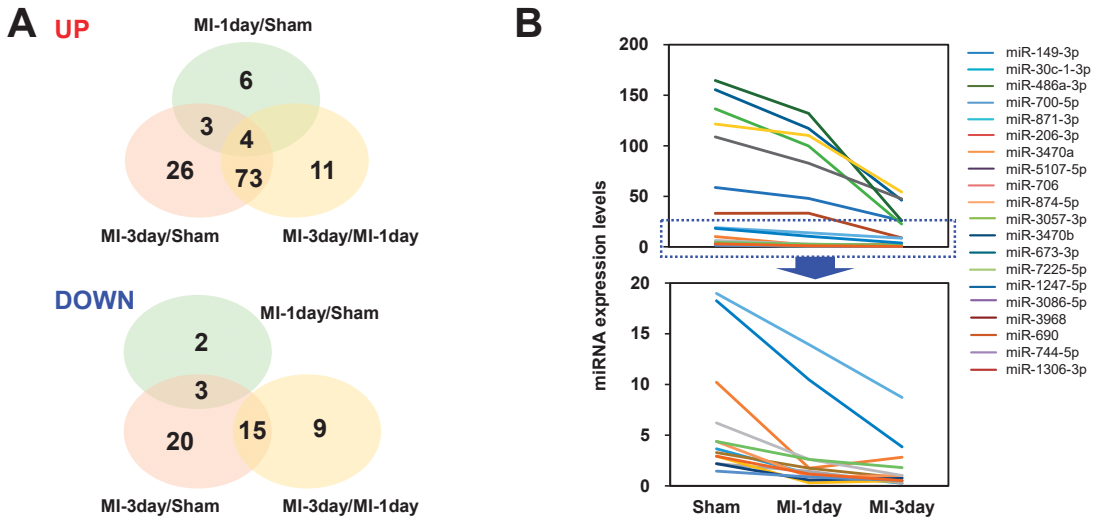 A
UP
MI-1day/Sham
6
3
4
26
73
11
MI-3day/Sham
MI-3day/MI-1day
DOWN
MI-1day/Sham
2
3
20
15
9
MI-3day/Sham
MI-3day/MI-1day
B
miRNA expression levels
200
150
100
50
0
20
15
10
5
0
Sham
MI-1day
MI-3day
miR-149-3p
miR-30c-1-3p
miR-486a-3p
miR-700-5p
miR-871-3p
miR-206-3p
miR-3470a
miR-5107-5p
miR-706
miR-874-5p
miR-3057-3p
miR-3470b
miR-673-3p
miR-7225-5p
miR-1247-5p
miR-3086-5p
miR-3968
miR-690
miR-744-5p
miR-1306-3p